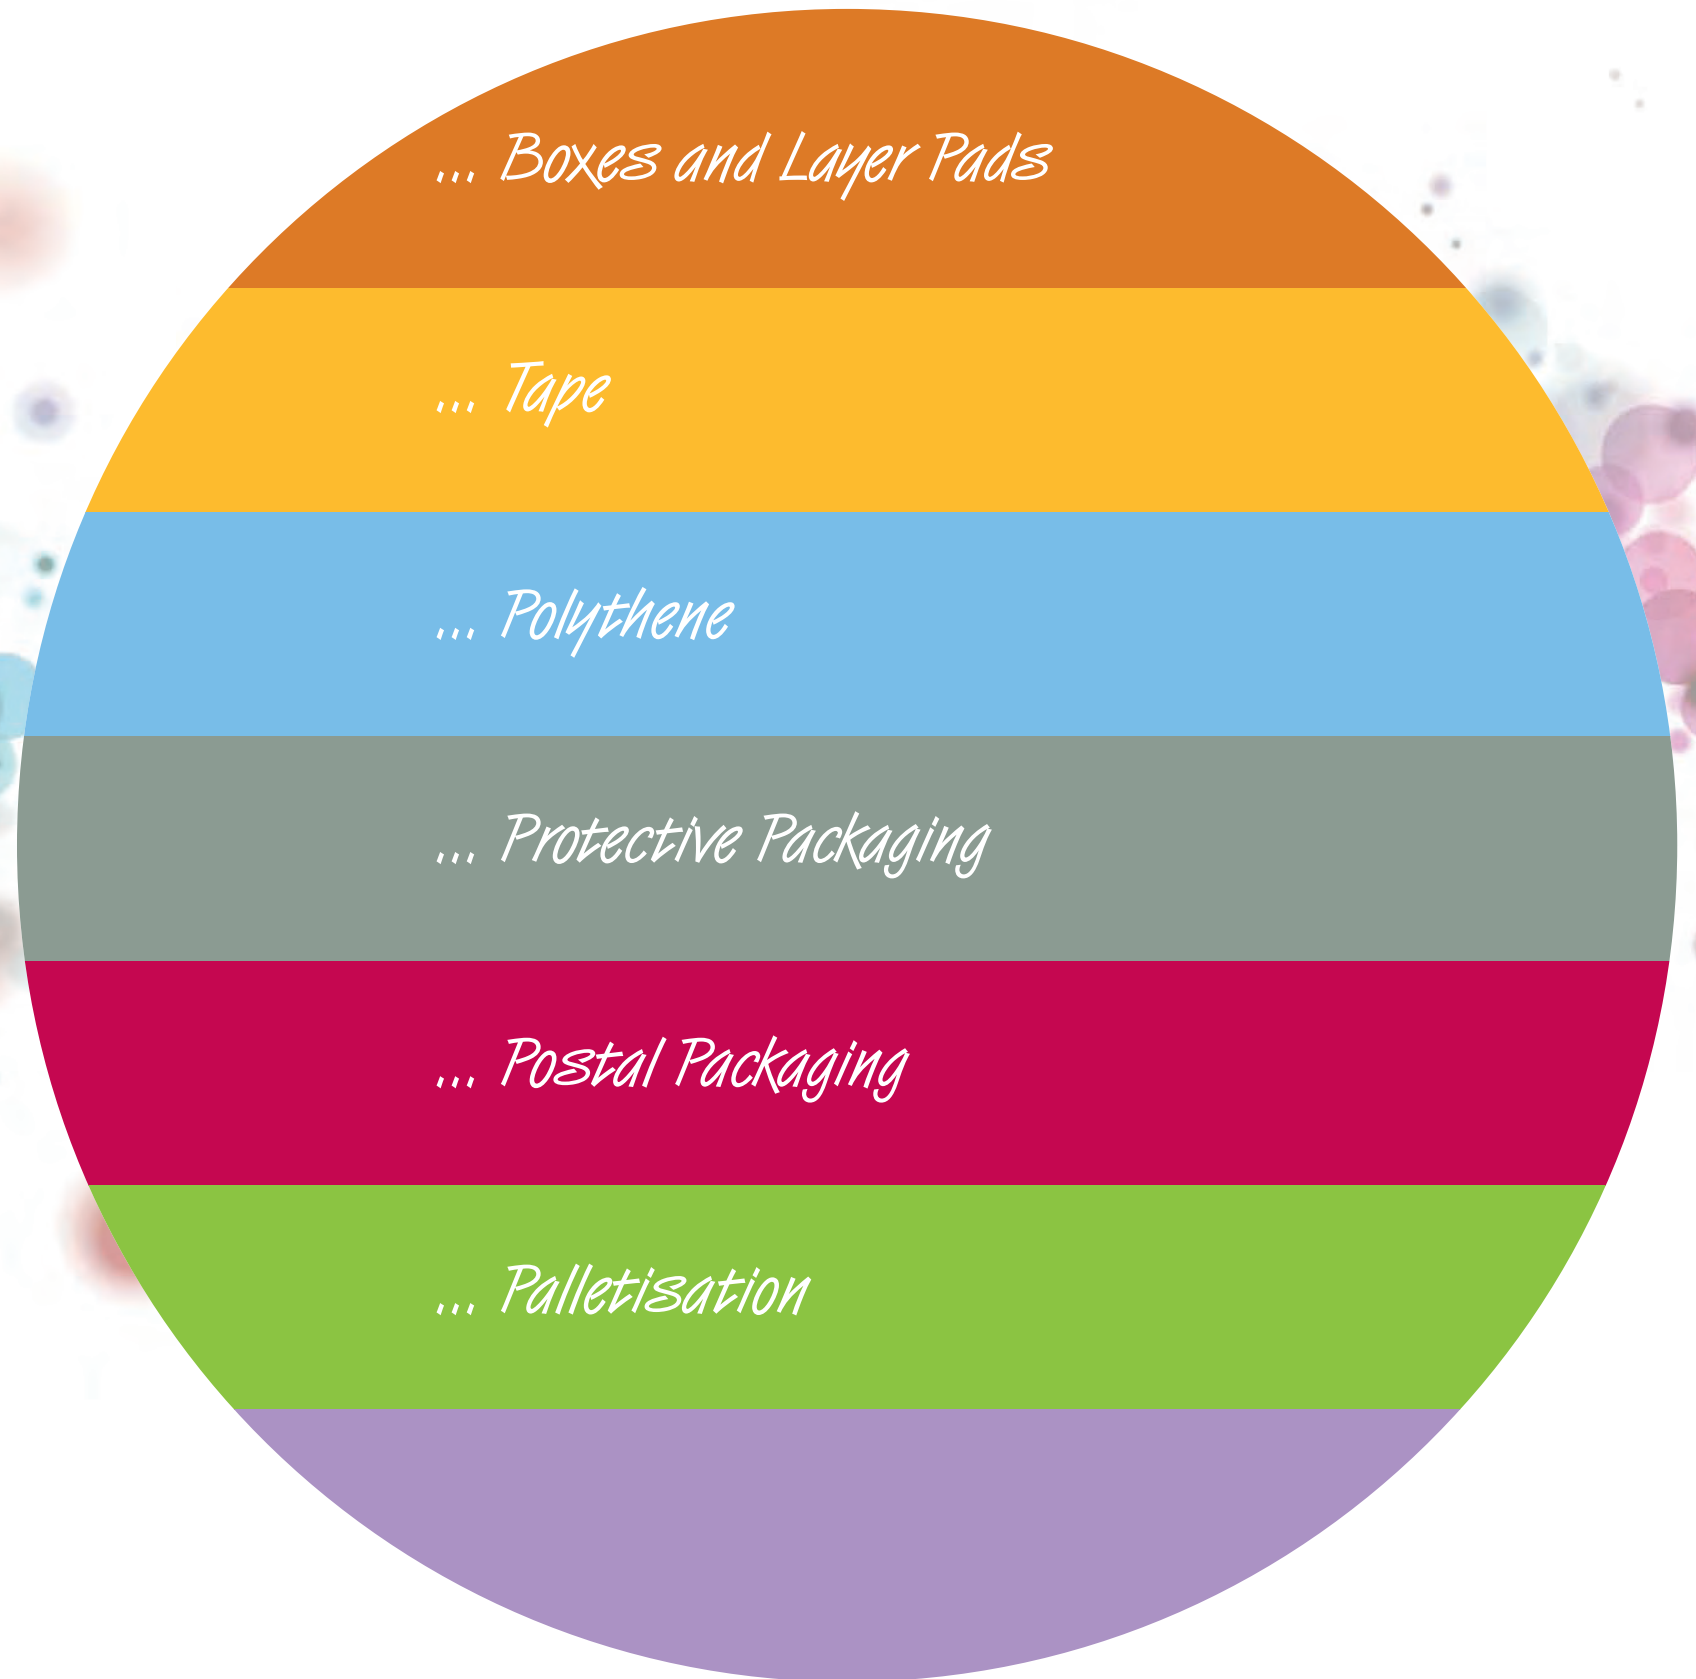 ... Boxes and Layer Pads
... Tape
... Polythene
... Protective Packaging
... Postal Packaging
... Palletisation